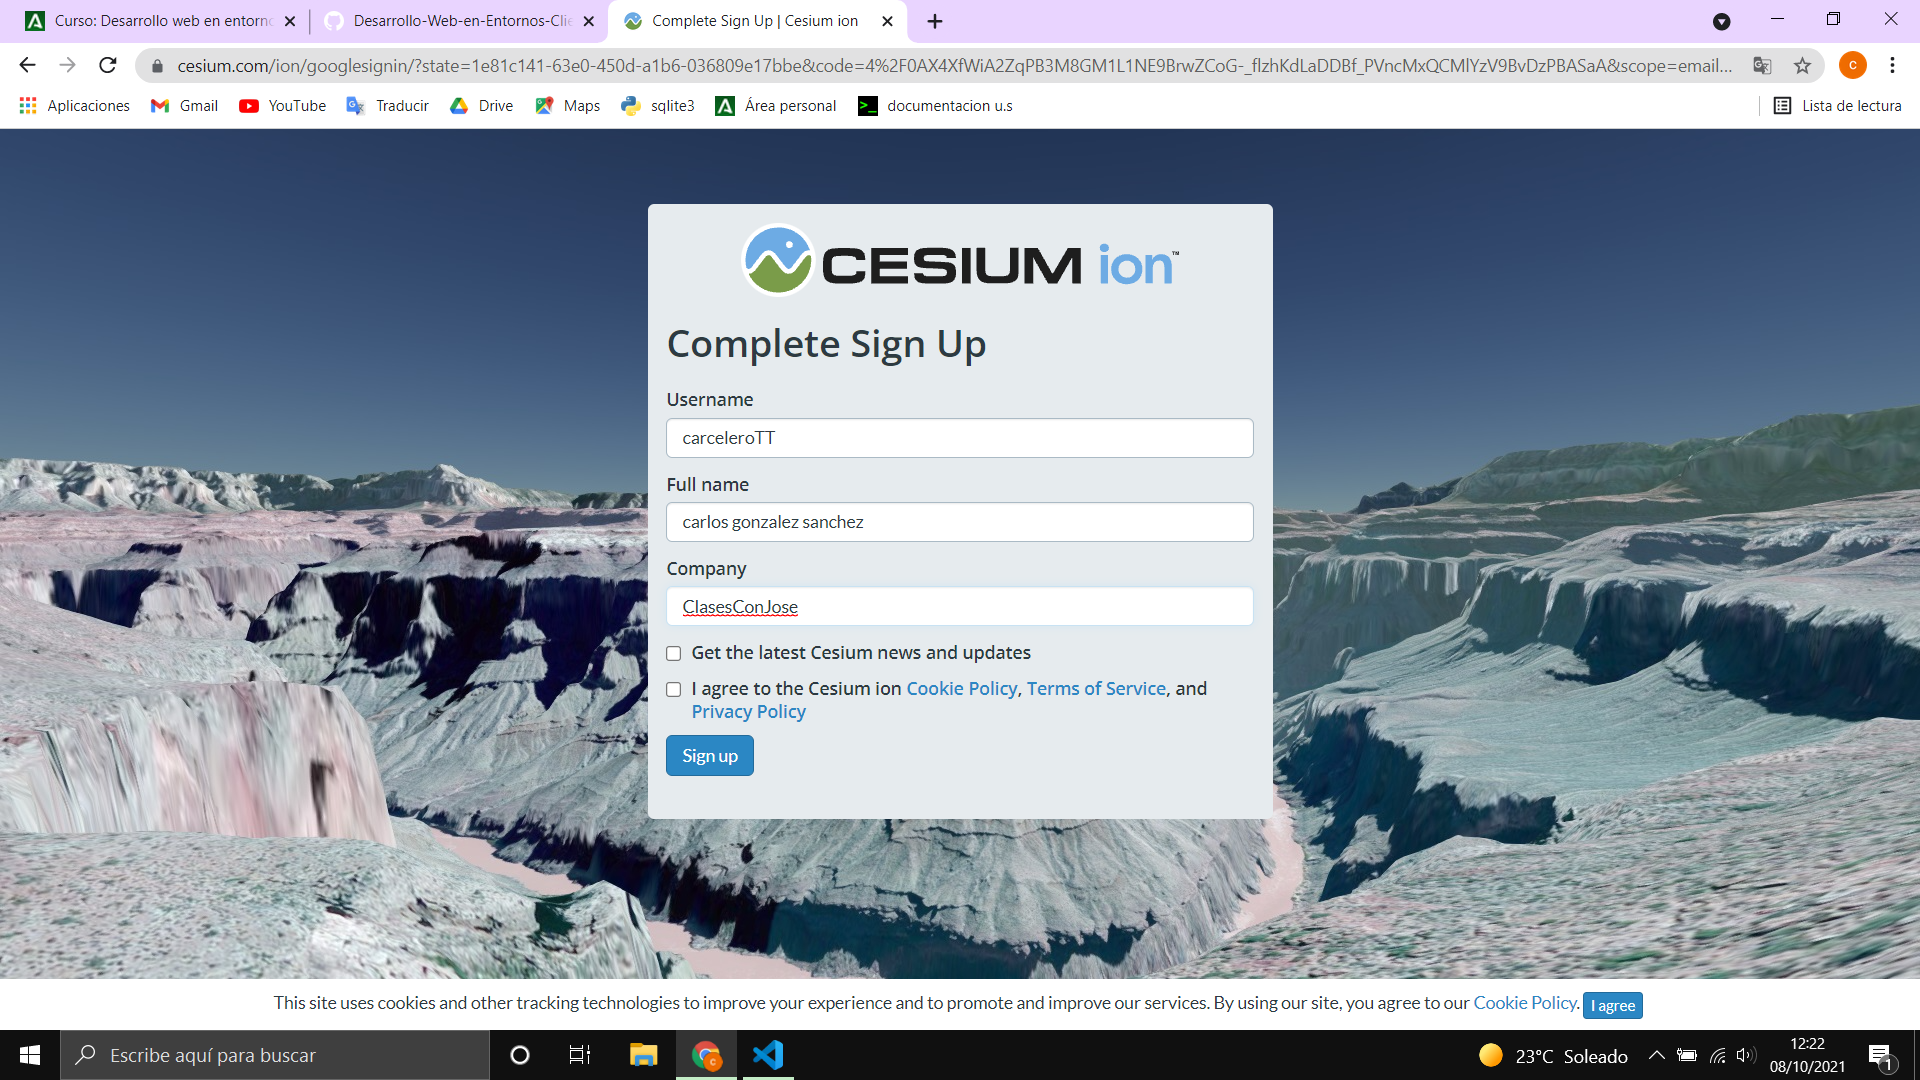 Curso: Desarrollo web en entorno
Desarrollo-Web-en-Entornos-Clie
Complete Sign Up | Cesium ion
cesium.com/ion/googlesignin/?state=1e81c141-63e0-450d-a1b6-036809e17bbe&code=4%2F0AX4XfWiA2ZqPB3M8GM1L1NE9BrwZCoG-_flzhKdLaDDBf_PVncMxQCMlYzV9BvDzPBASaA&scope=email...
C
Aplicaciones
Gmail
YouTube
Traducir
Drive
Maps
sqlite3
Área personal
documentacion u.s
Lista de lectura
CESIUM ion™
Complete Sign Up
Username
carceleroTT
Full name
carlos gonzalez sanchez
Company
ClasesConJose
Get the latest Cesium news and updates
I agree to the Cesium ion Cookie Policy, Terms of Service, and
Privacy Policy
Sign up
This site uses cookies and other tracking technologies to improve your experience and to promote and improve our services. By using our site, you agree to our Cookie Policy. I agree
Escribe aquí para buscar
23°C Soleado
12:22
08/10/2021
1